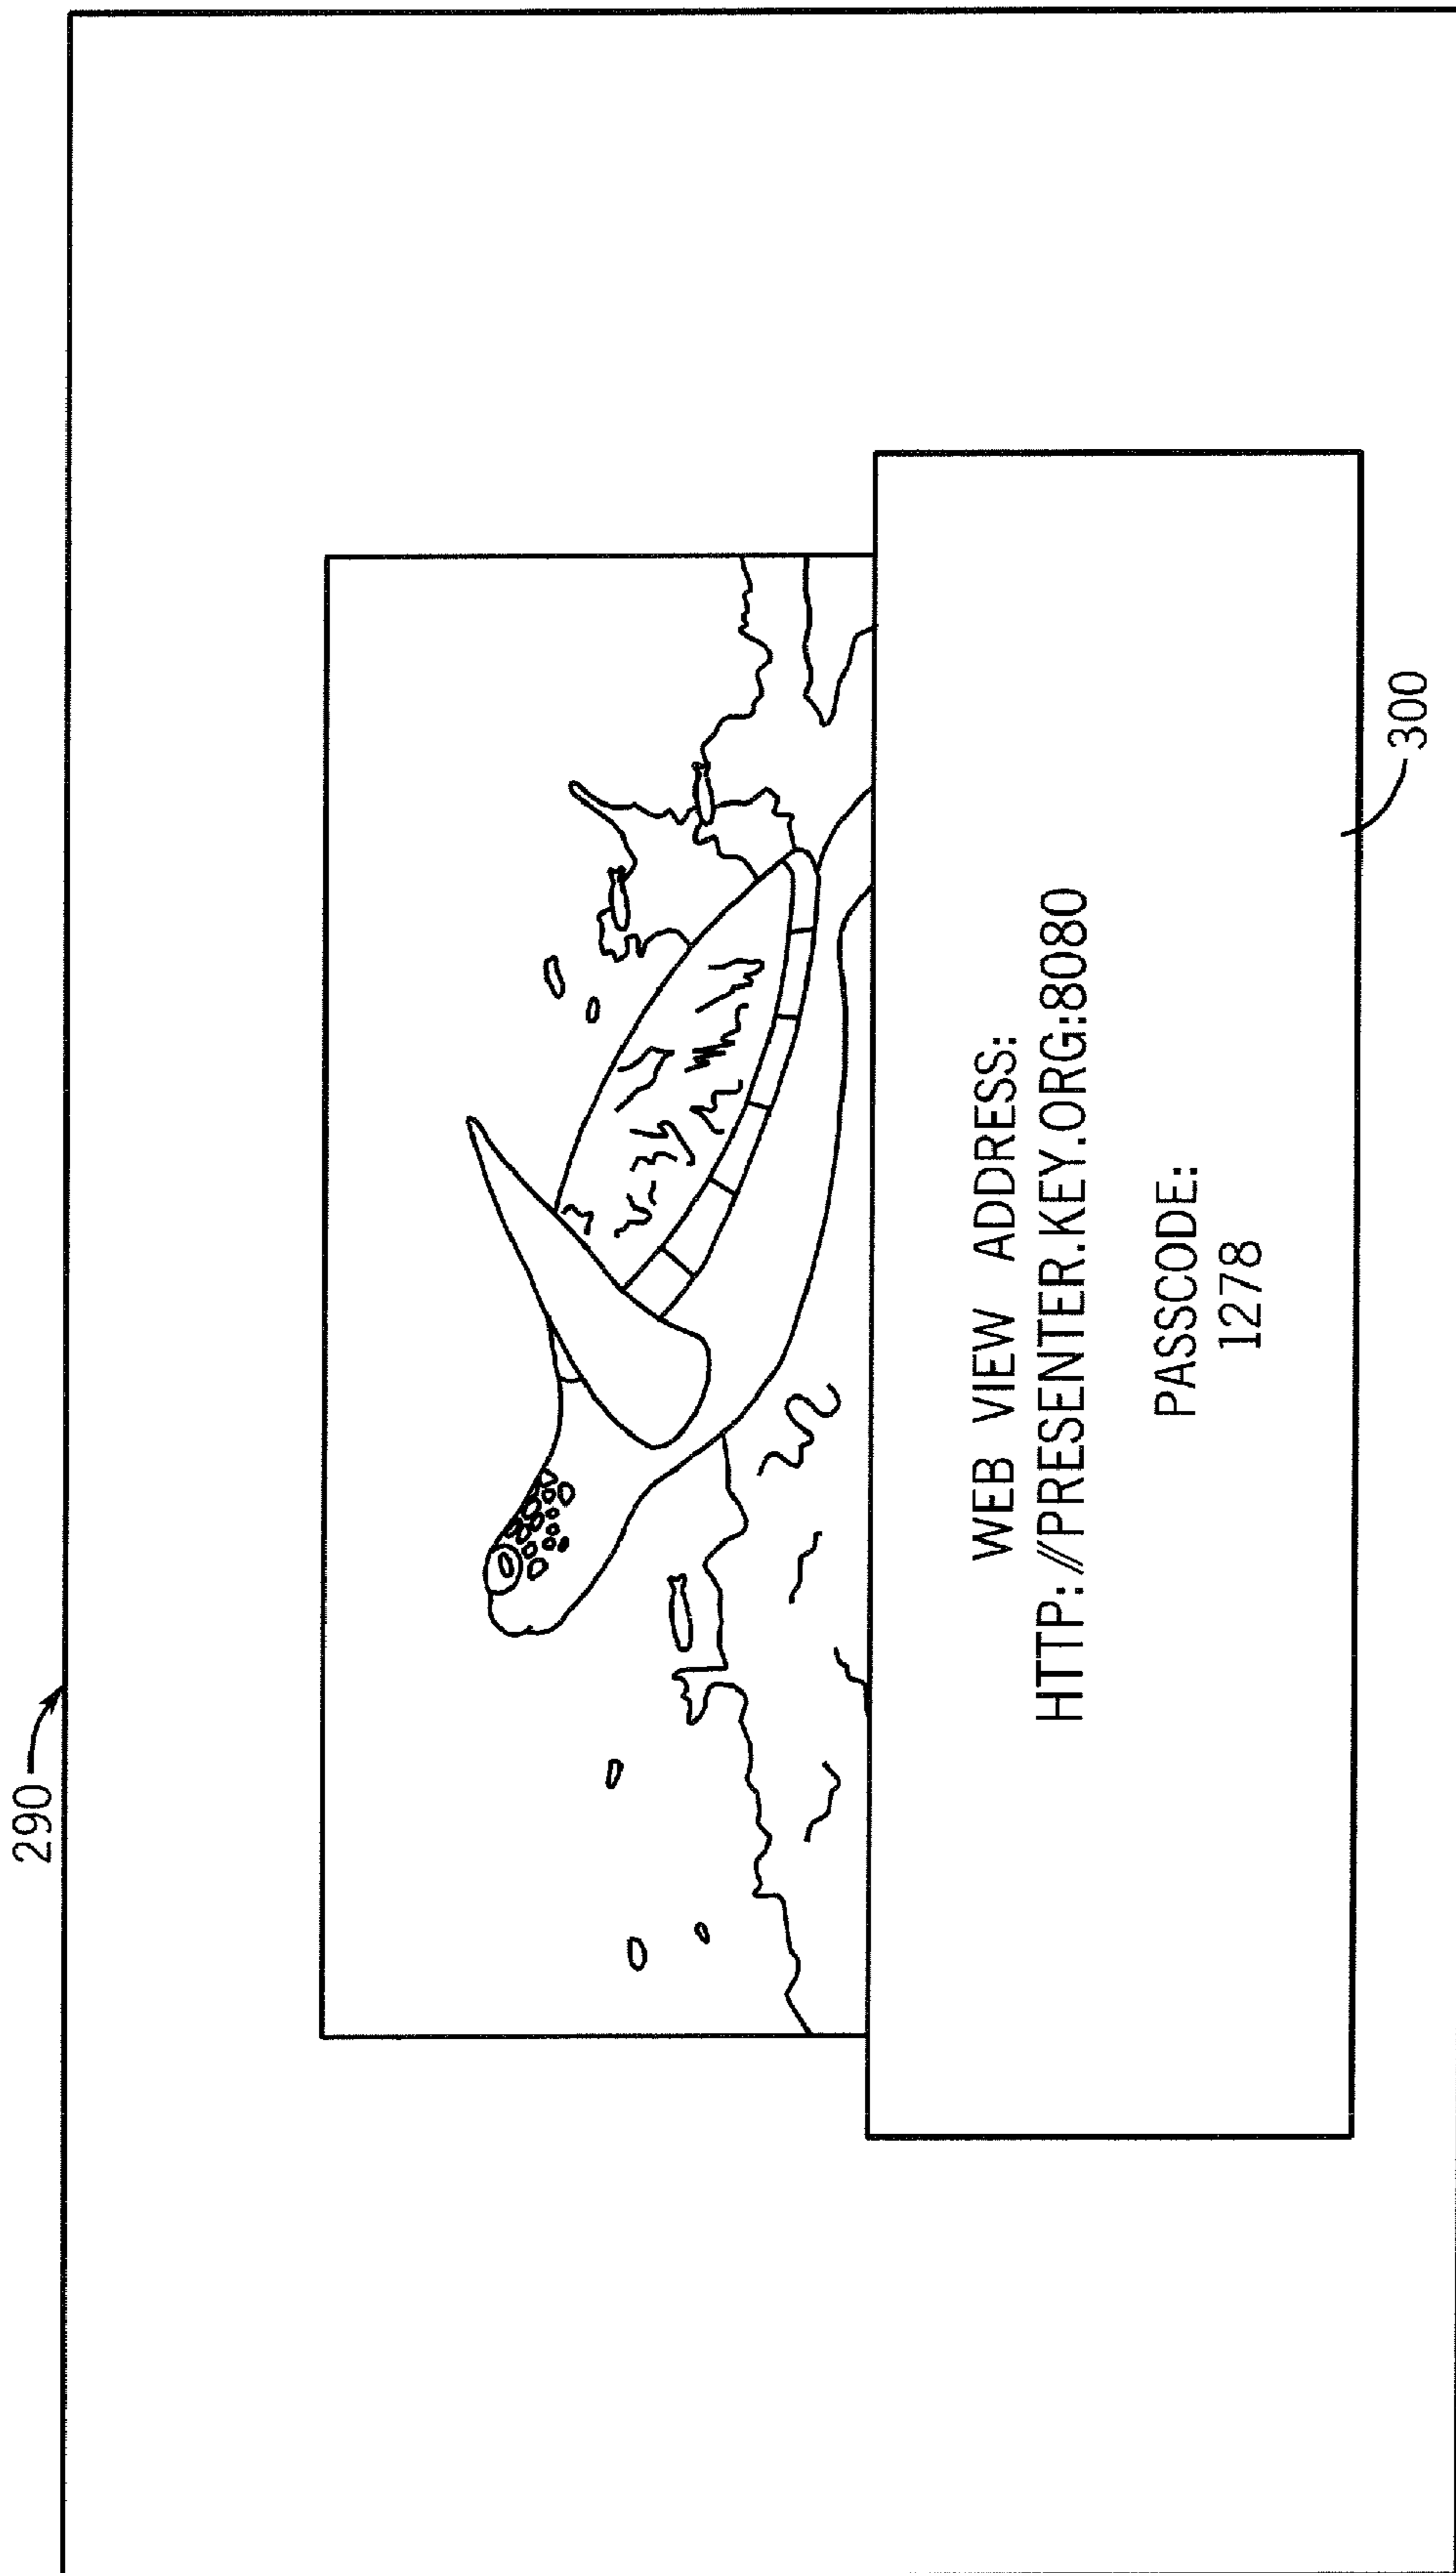 290
WEB VIEW ADDRESS:
HTTP://PRESENTER.KEY.ORG:8080
PASSCODE:
1278
300